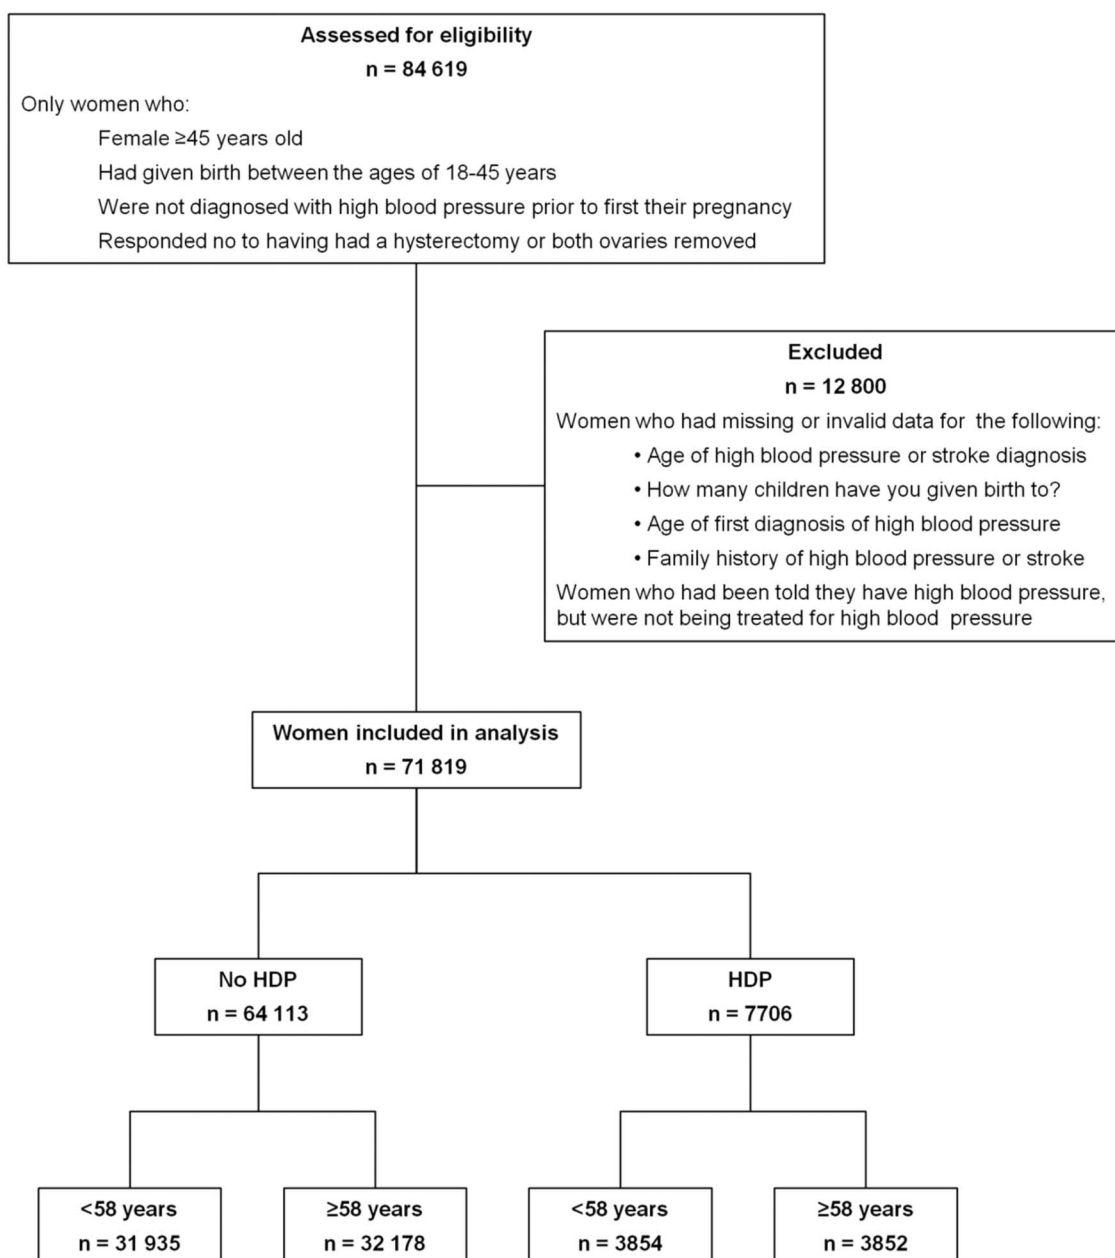 Assessed for eligibility
n = 84 619
Only women who:
Female ≥45 years old
Had given birth between the ages of 18-45 years
Were not diagnosed with high blood pressure prior to first their pregnancy
Responded no to having had a hysterectomy or both ovaries removed
Excluded
n = 12 800
Women who had missing or invalid data for the following:
• Age of high blood pressure or stroke diagnosis
• How many children have you given birth to?
• Age of first diagnosis of high blood pressure
• Family history of high blood pressure or stroke
Women who had been told they have high blood pressure,
but were not being treated for high blood pressure
Women included in analysis
n = 71 819
No HDP
n = 64 113
HDP
n = 7706
<58 years
n = 31 935
≥58 years
n = 32 178
<58 years
n = 3854
≥58 years
n = 3852